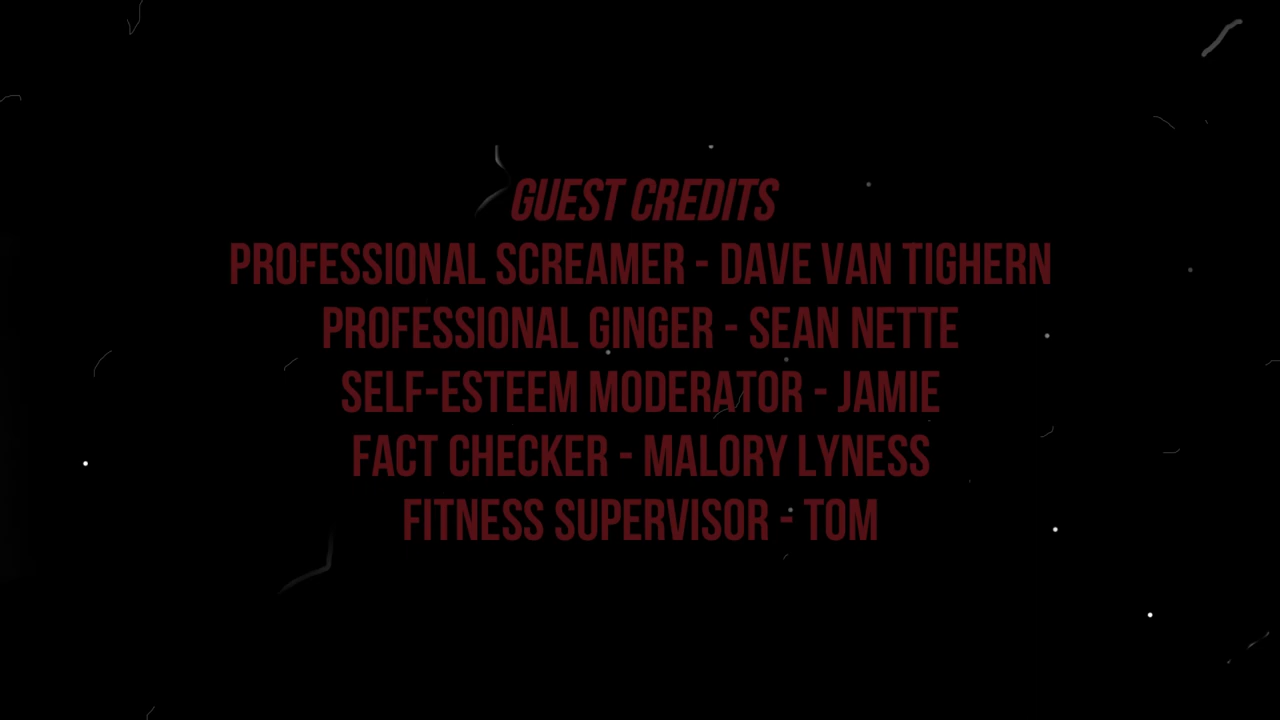 GUEST CREDITS
PROFESSIONAL SCREAMER - DAVE VAN TIGHERN
PROFESSIONAL GINGER - SEAN NETTE
SELF-ESTEEM MODERATOR - JAMIE
FACT CHECKER - MALORY LYNESS
FITNESS SUPERVISOR - TOM